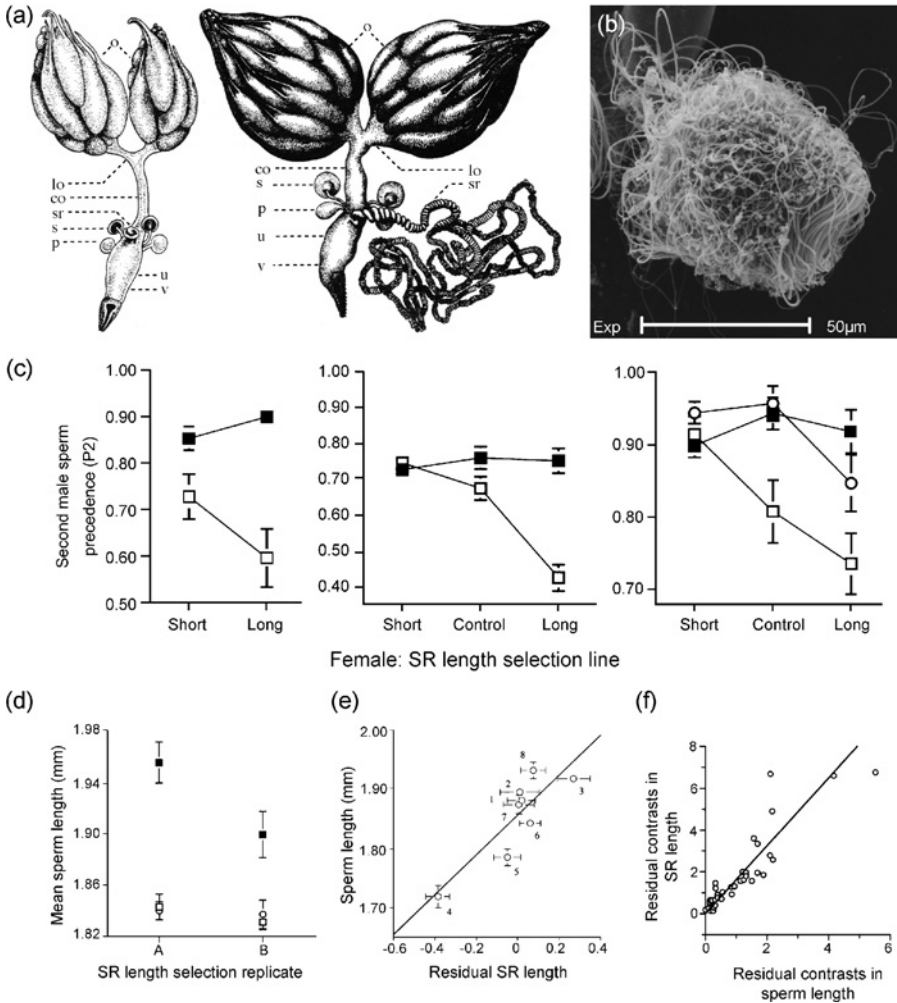 (a)
o
lo
co
sr
s
p
u
v
o
co
s
p
u
v
lo
sr
(b)
Exp
50μm
(c)
Second male sperm
precedence (P2)
1.00
0.90
0.80
0.70
0.60
0.50
Short
Long
1.00
0.90
0.70
0.60
0.50
0.40
Short
Control
Long
1.00
0.90
0.80
0.70
Short
Control
Long
Female: SR length selection line
(d)
Mean sperm length (mm)
1.98
1.94
1.90
1.86
1.82
A
B
SR length selection replicate
(e)
Sperm length (mm)
2.00
1.90
1.80
1.70
8
3
2
1
7
6
5
4
-0.6
-0.4
0
0.4
Residual SR length
(f)
Residual contrasts in
SR length
8
6
4
2
0
0
2
4
6
Residual contrasts in
sperm length